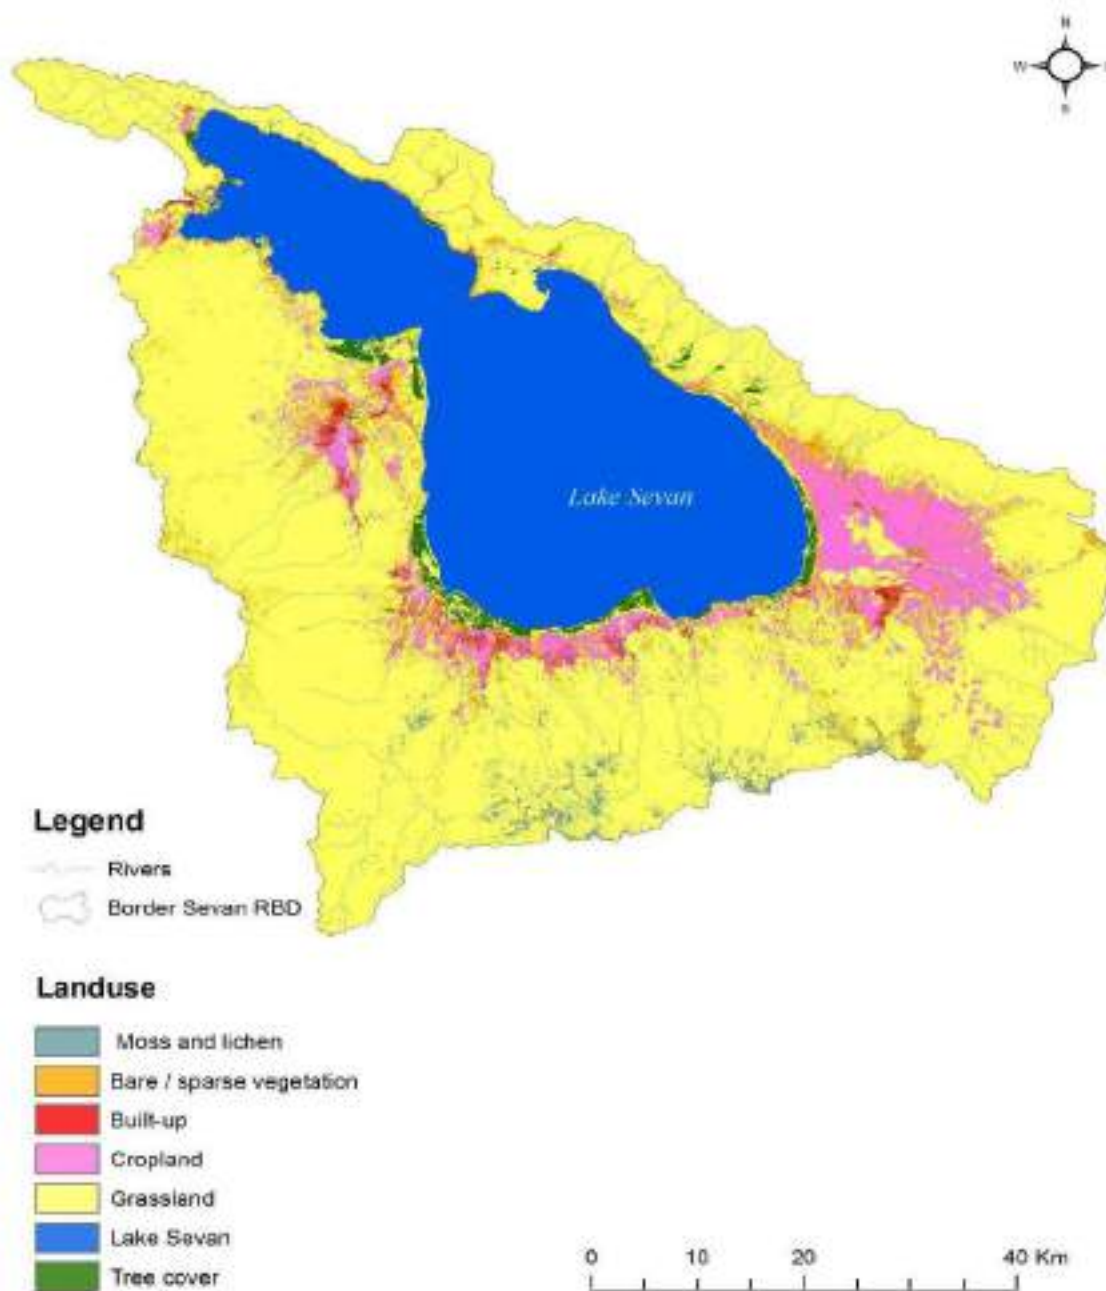 N
W
S
Lake Sevan
Legend
Rivers
Border Sevan RBD
Landuse
Moss and lichen
Bare / sparse vegetation
Built-up
Cropland
Grassland
Lake Sevan
Tree cover
0 10 20 40 Km